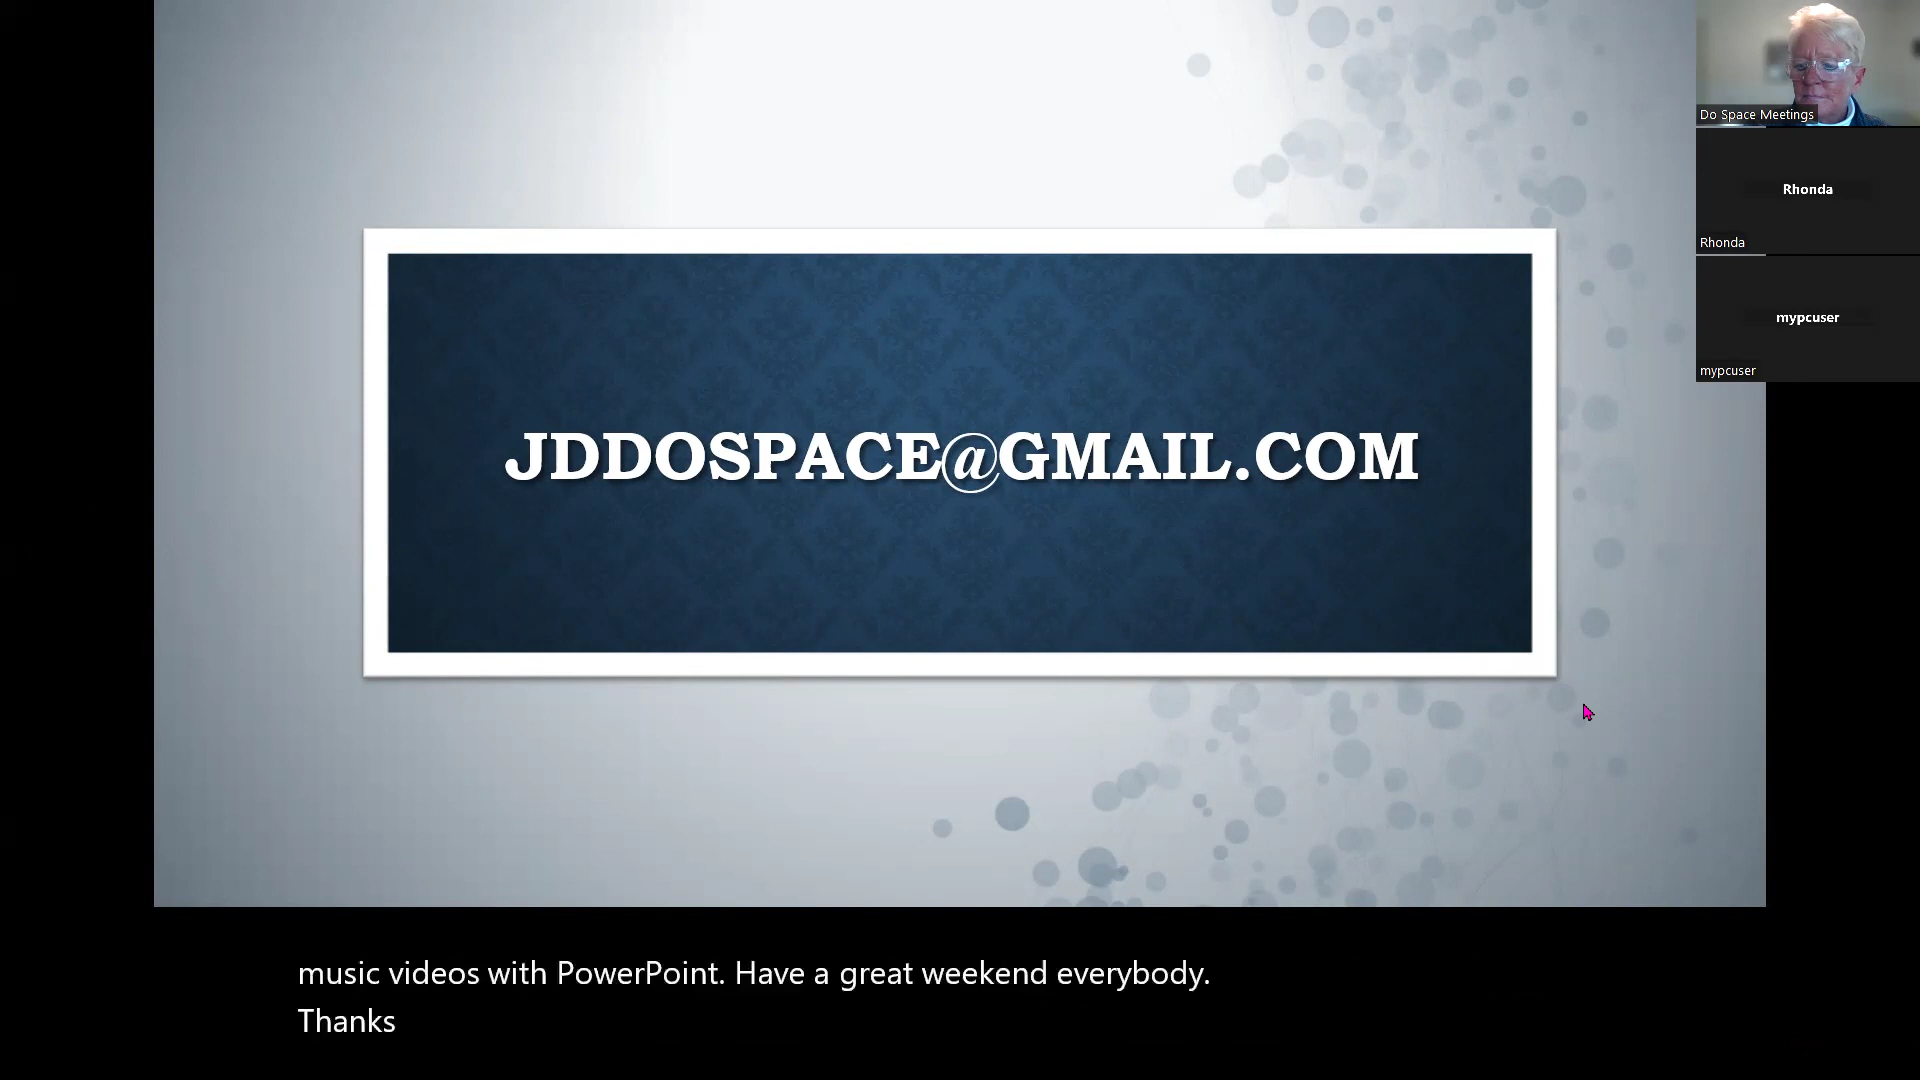 JDDOSPACE@GMAIL.COM
Do Space Meetings
Rhonda
Rhonda
mypcuser
mypcuser
music videos with PowerPoint. Have a great weekend everybody.
Thanks